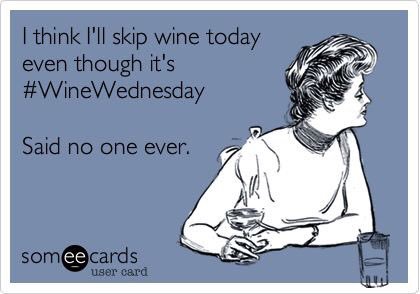 I think I'll skip wine today
even though it's
#WineWednesday
Said no one ever.
someecards
user card